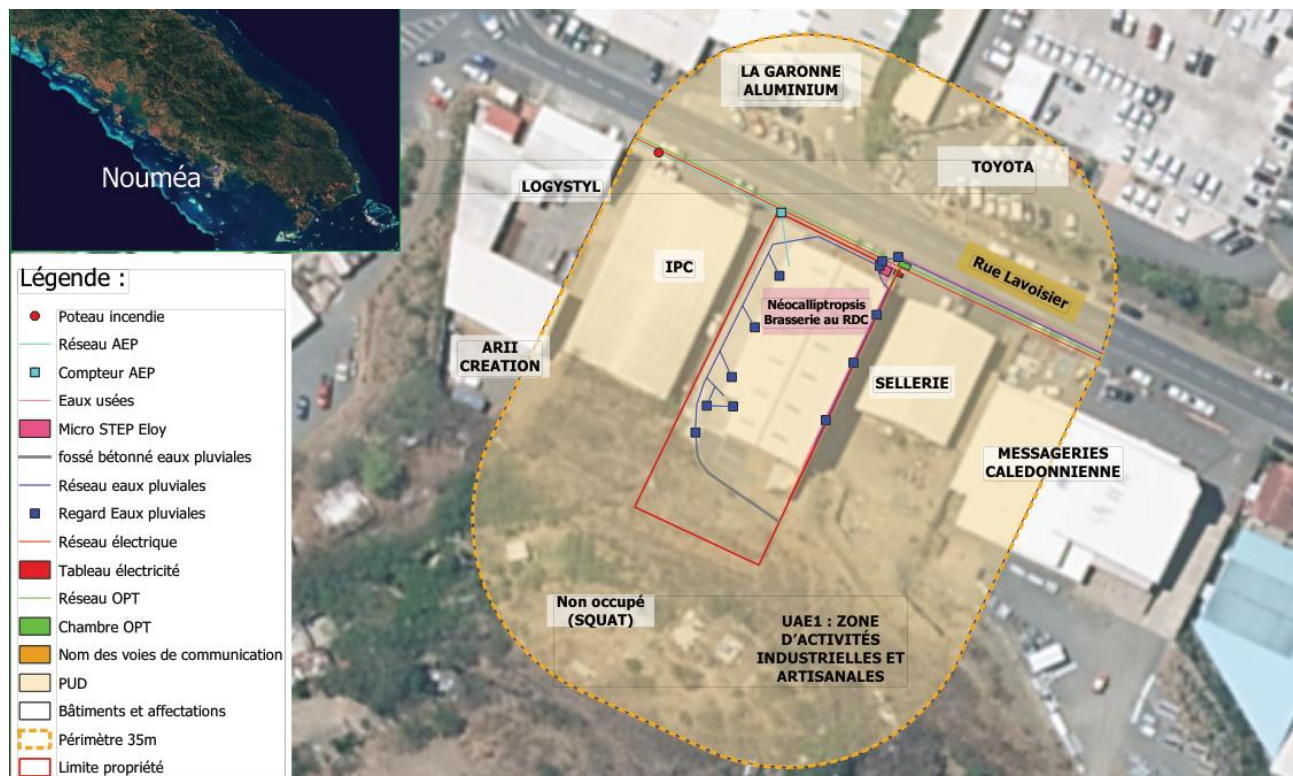 Nouméa
Légende :
Poteau incendie
Réseau AEP
Compteur AEP
Eaux usées
Micro STEP Eloy
fossé bétonné eaux pluviales
Réseau eaux pluviales
Regard Eaux pluviales
Réseau électrique
Tableau électricité
Réseau OPT
Chambre OPT
Nom des voies de communication
PUD
Bâtiments et affectations
Périmètre 35m
Limite propriété
LA GARONNE
ALUMINIUM
TOYOTA
LOGYSTYL
IPC
Rue Lavoisier
Néocalliptropsis
Brasserie au RDC
ARII
CREATION
SELLERIE
MESSAGERIES
CALEDONNIENNE
Non occupé
(SQUAT)
UAE1 : ZONE
D'ACTIVITÉS
INDUSTRIELLES ET
ARTISANALES